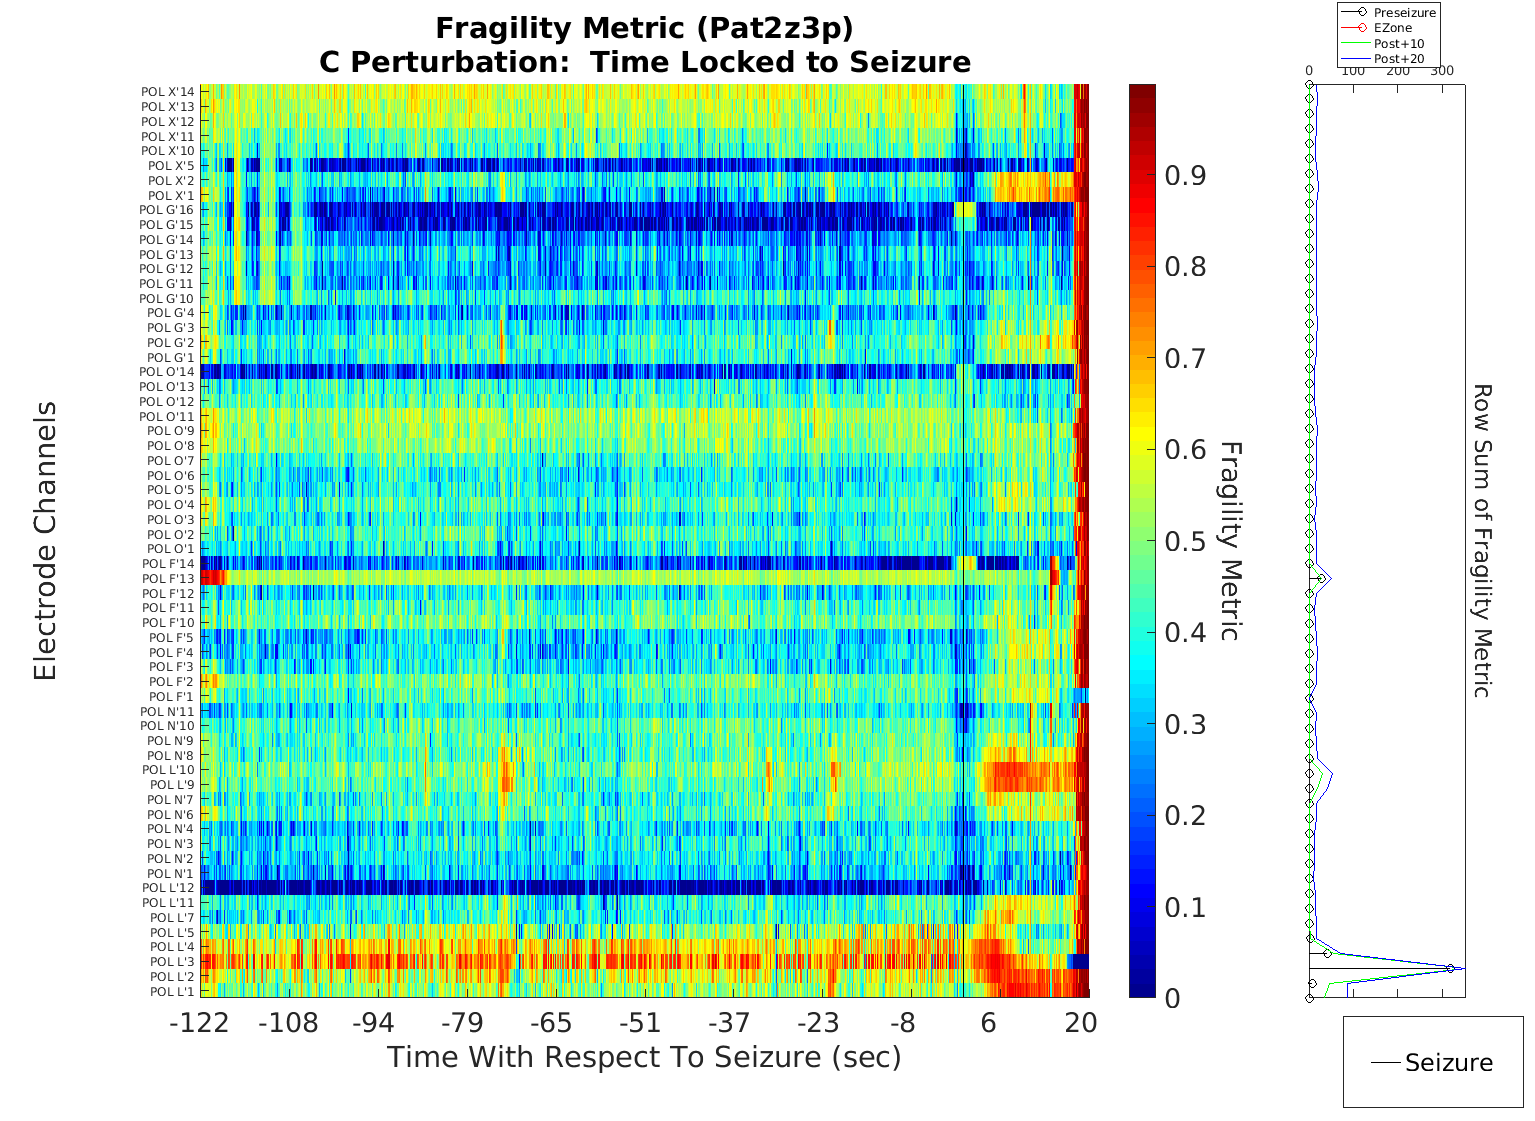 Fragility Metric (Pat2z3p)
C Perturbation:  Time Locked to Seizure
Electrode Channels
POL X'14
POL X'13
POL X'12
POL X'11
POL X'10
POL X'5
POL X'2
POL X'1
POL G'16
POL G'15
POL G'14
POL G'13
POL G'12
POL G'11
POL G'10
POL G'4
POL G'3
POL G'2
POL G'1
POL O'14
POL O'13
POL O'12
POL O'11
POL O'9
POL O'8
POL O'7
POL O'6
POL O'5
POL O'4
POL O'3
POL O'2
POL O'1
POL F'14
POL F'13
POL F'12
POL F'11
POL F'10
POL F'5
POL F'4
POL F'3
POL F'2
POL F'1
POL N'11
POL N'10
POL N'9
POL N'8
POL L'10
POL L'9
POL N'7
POL N'6
POL N'4
POL N'3
POL N'2
POL N'1
POL L'12
POL L'11
POL L'7
POL L'5
POL L'4
POL L'3
POL L'2
POL L'1
-122 -108 -94 -79 -65 -51 -37 -23 -8 6 20
Time With Respect To Seizure (sec)
0.9
0.8
0.7
0.6
0.5
0.4
0.3
0.2
0.1
0
Fragility Metric
Preseizure
EZone
Post+10
Post+20
0 100 200 300
Row Sum of Fragility Metric
Seizure